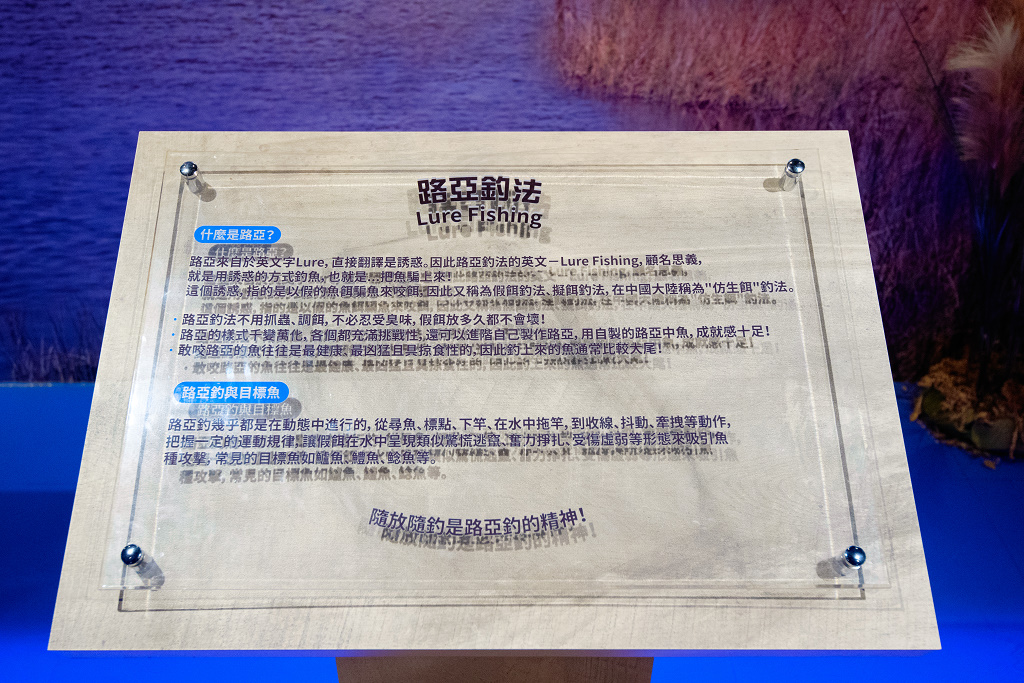 路亞釣法
Lure Fishing
什麼是路亞?
路亞來自於英文字Lure, 直接翻譯是誘惑。因此路亞釣法的英文－Lure Fishing, 顧名思義,
就是用誘惑的方式釣魚, 也就是...把魚騙上來!
這個誘惑, 指的是以假的魚餌騙魚來咬餌, 因此又稱為假餌釣法、擬餌釣法, 在中國大陸稱為"仿生餌"釣法。
· 路亞釣法不用抓蟲、調餌, 不必忍受臭味, 假餌放多久都不會壞!
· 路亞的樣式千變萬化, 各個都充滿挑戰性, 還可以進階自己製作路亞, 用自製的路亞中魚, 成就感十足!
· 敢咬路亞的魚往往是最健康、最凶猛且具掠食性的, 因此釣上來的魚通常比較大尾!
路亞釣與目標魚
路亞釣幾乎都是在動態中進行的, 從尋魚、標點、下竿、在水中拖竿, 到收線、抖動、牽拽等動作,
把握一定的運動規律, 讓假餌在水中呈現類似驚慌逃竄、奮力掙扎、受傷虛弱等形態來吸引魚
種攻擊, 常見的目標魚如鱸魚、鱧魚、鯰魚等。
隨放隨釣是路亞釣的精神!